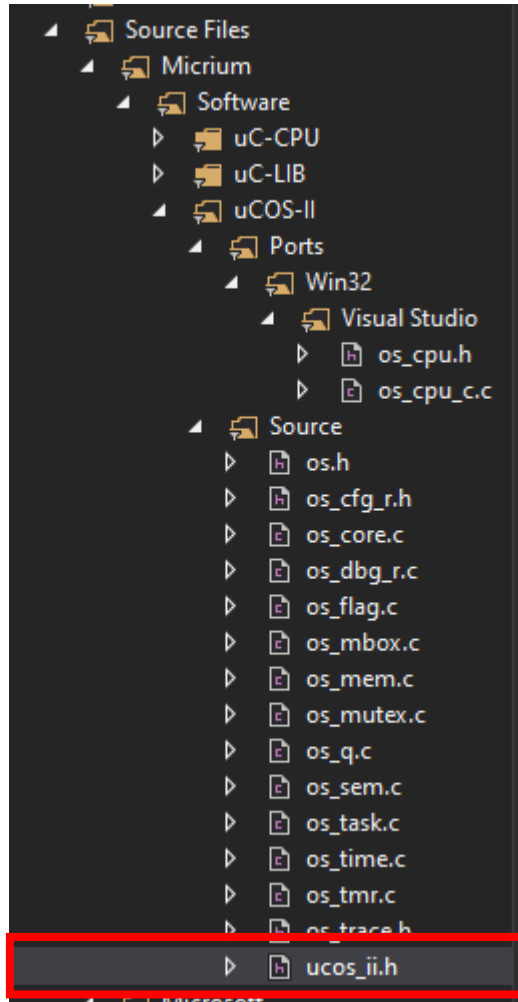 Source Files
Micrium
Software
uC-CPU
uC-LIB
uCOS-II
Ports
Win32
Visual Studio
os_cpu.h
os_cpu_c.c
Source
os.h
os_cfg_r.h
os_core.c
os_dbg_r.c
os_flag.c
os_mbox.c
os_mem.c
os_mutex.c
os_q.c
os_sem.c
os_task.c
os_time.c
os_tmr.c
os_trace.h
ucos_ii.h
Microsoft